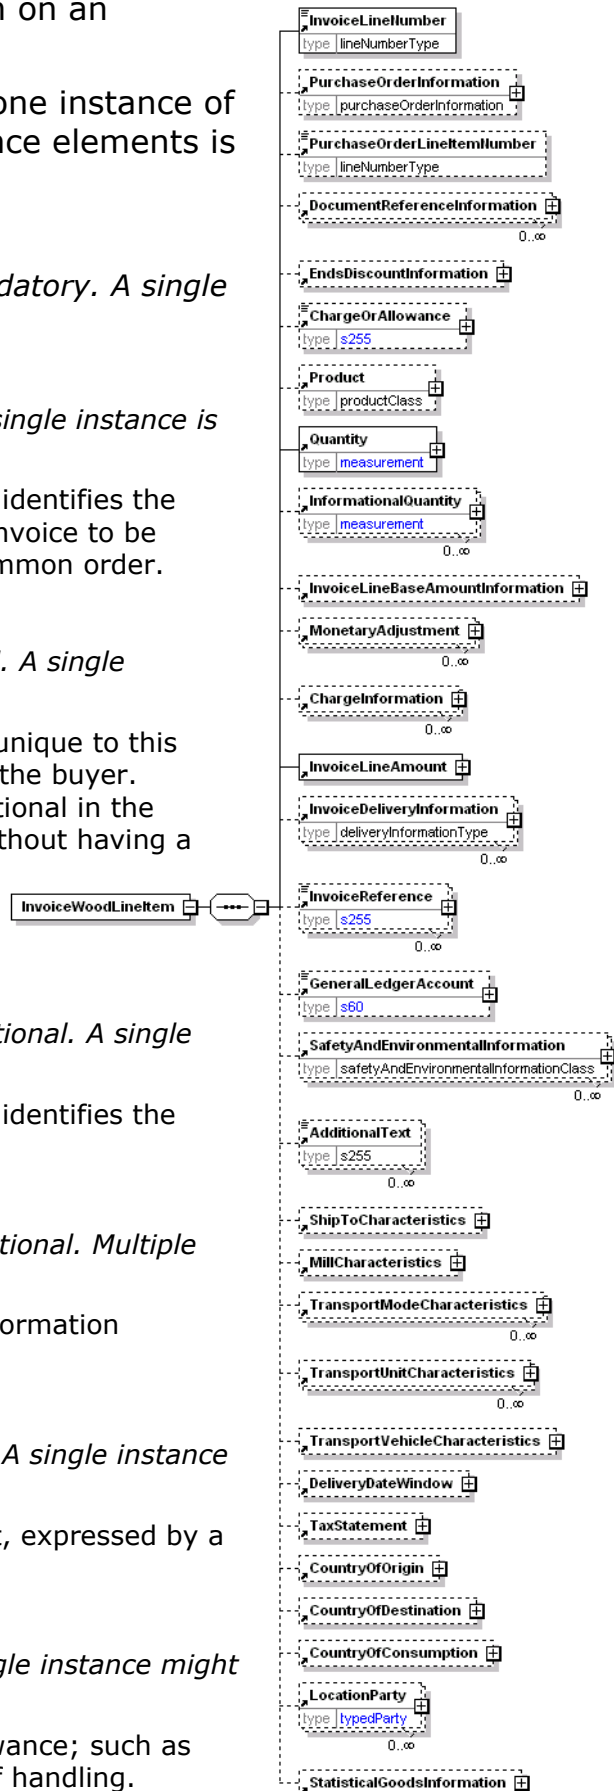 n on an
one instance of
nce elements is
datory. A single
single instance is
identifies the
nvoice to be
mmon order.
. A single
unique to this
the buyer.
tional in the
thout having a
tional. A single
identifies the
tional. Multiple
ormation
A single instance
t, expressed by a
gle instance might
wance; such as
f handling.
InvoiceWoodLineItem
InvoiceLineNumber
type lineNumberType
PurchaseOrderInformation
type purchaseOrderInformation
PurchaseOrderLineItemNumber
type lineNumberType
DocumentReferenceInformation
0..∞
EndsDiscountInformation
ChargeOrAllowance
type s255
Product
type productClass
Quantity
type measurement
InformationalQuantity
type measurement
0..∞
InvoiceLineBaseAmountInformation
MonetaryAdjustment
0..∞
ChargeInformation
0..∞
InvoiceLineAmount
InvoiceDeliveryInformation
type deliveryInformationType
0..∞
InvoiceReference
type s255
0..∞
GeneralLedgerAccount
type s60
SafetyAndEnvironmentalInformation
type safetyAndEnvironmentalInformationClass
0..∞
AdditionalText
type s255
0..∞
ShipToCharacteristics
MillCharacteristics
TransportModeCharacteristics
0..∞
TransportUnitCharacteristics
0..∞
TransportVehicleCharacteristics
DeliveryDateWindow
TaxStatement
CountryOfOrigin
CountryOfDestination
CountryOfConsumption
LocationParty
type typedParty
0..∞
StatisticalGoodsInformation